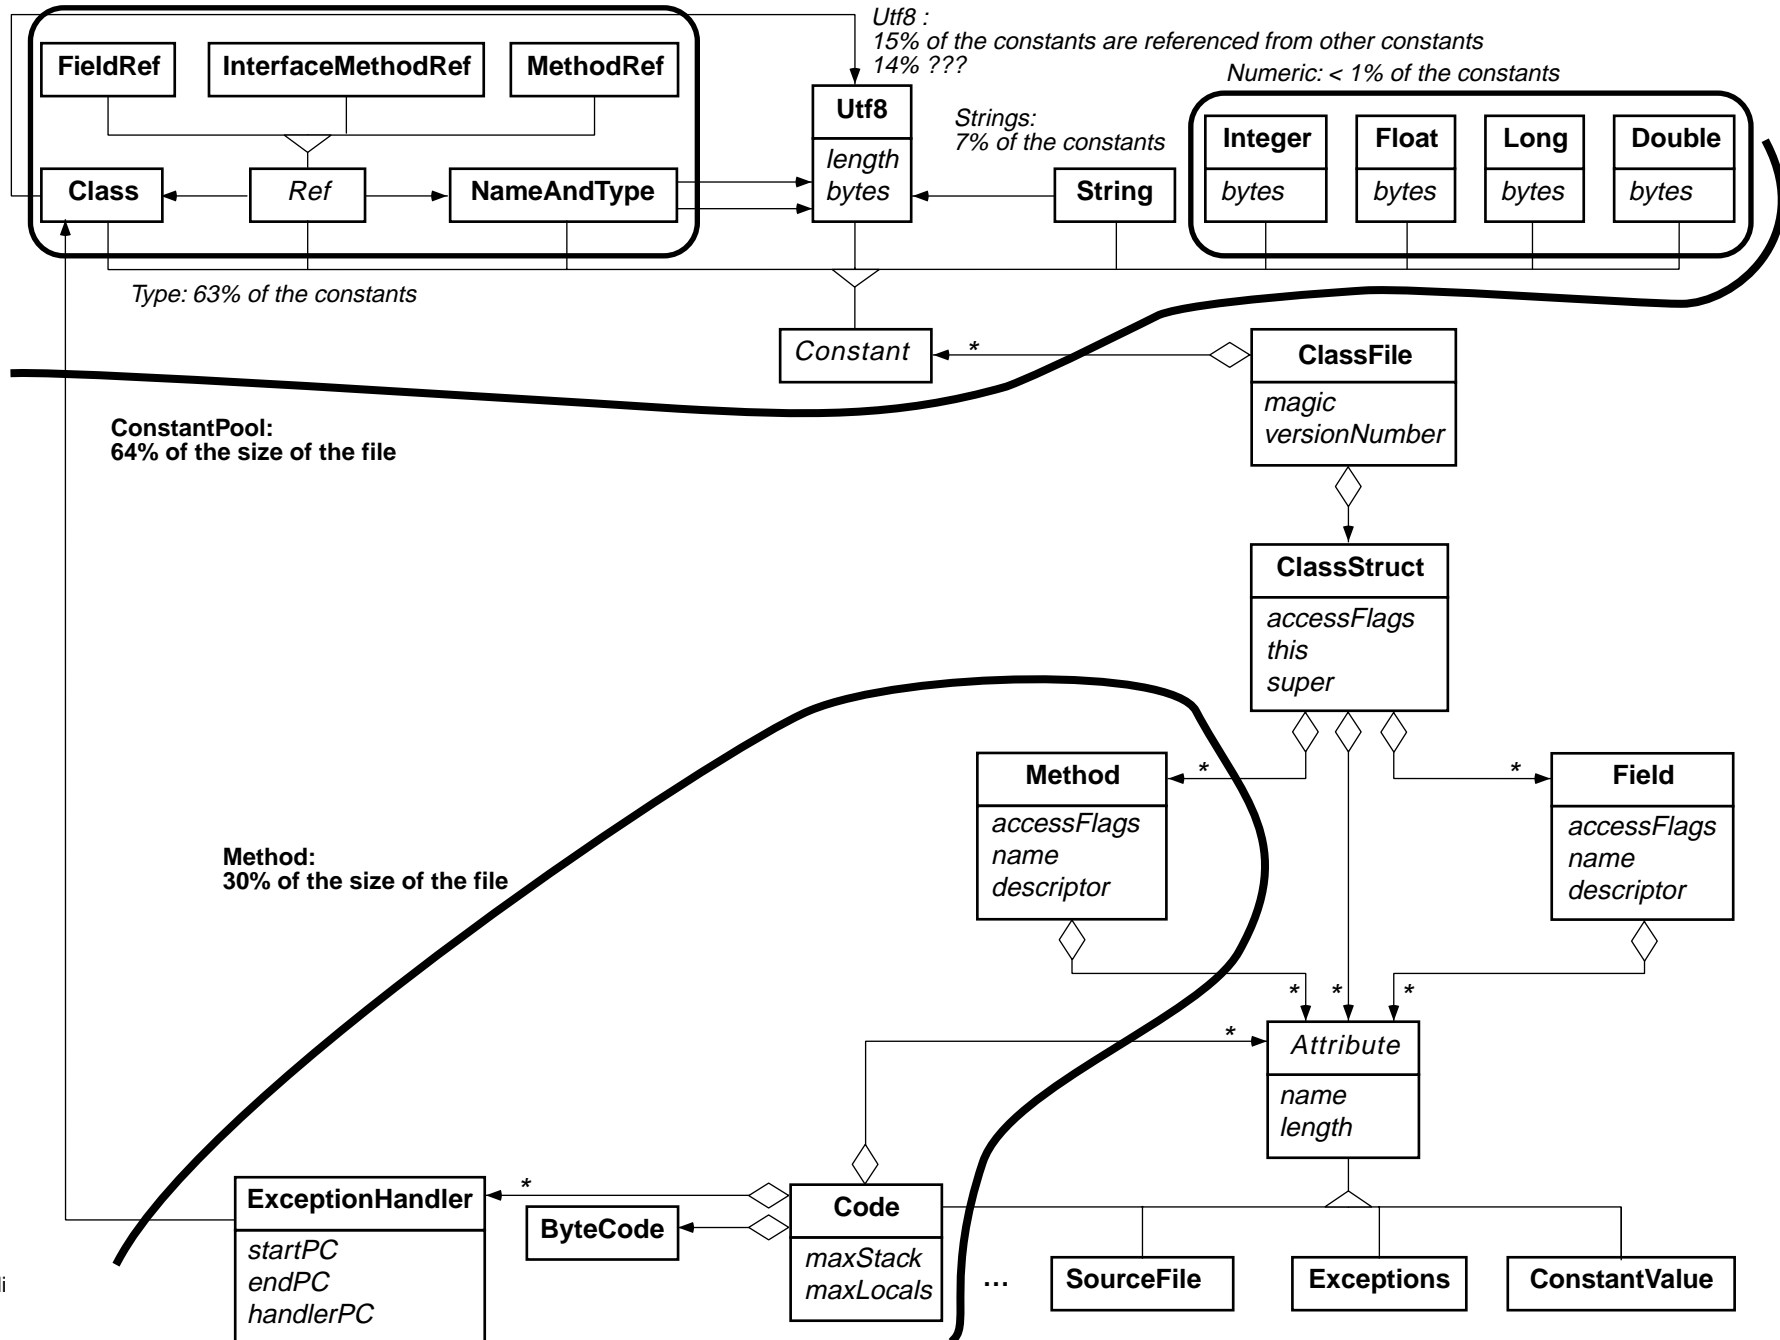 Utf8 :
15% of the constants are referenced from other constants
14% ???
Numeric: < 1% of the constants
FieldRef
InterfaceMethodRef
MethodRef
Utf8
length
bytes
Strings:
7% of the constants
Integer
bytes
Float
bytes
Long
bytes
Double
bytes
Class
Ref
NameAndType
String
Type: 63% of the constants
Constant
*
ClassFile
magic
versionNumber
ConstantPool:
64% of the size of the file
ClassStruct
accessFlags
this
super
Method
accessFlags
name
descriptor
*
*
Field
accessFlags
name
descriptor
Method:
30% of the size of the file
*
*
*
*
Attribute
name
length
ExceptionHandler
startPC
endPC
handlerPC
*
ByteCode
Code
maxStack
maxLocals
...
SourceFile
Exceptions
ConstantValue
li